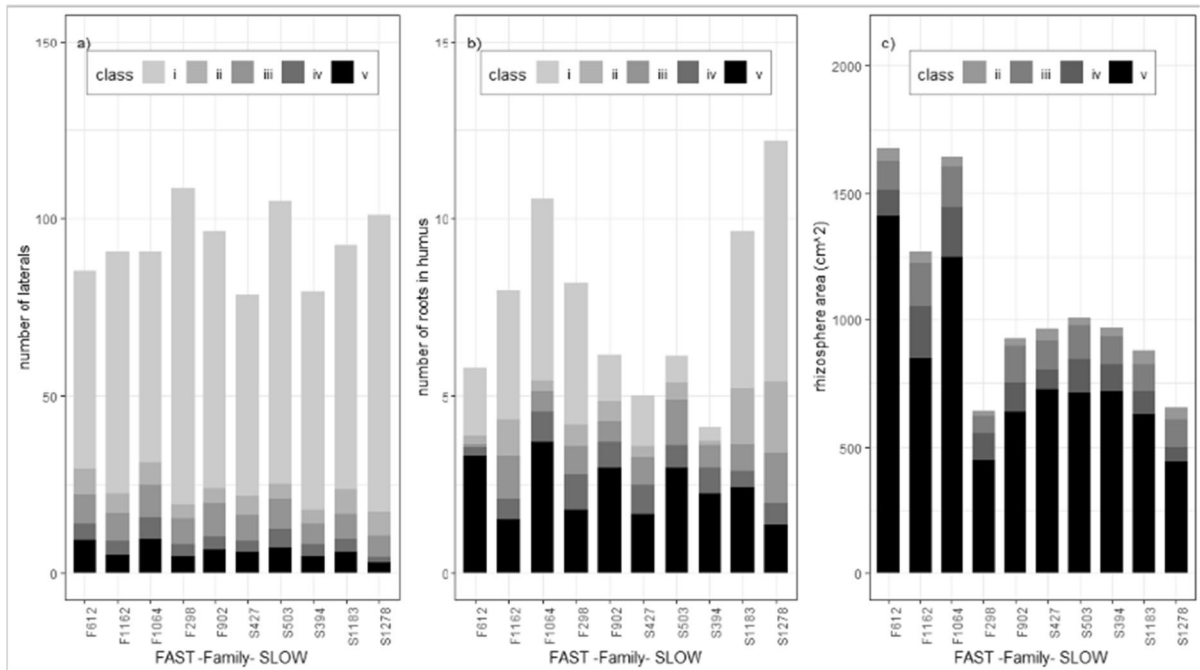 a)
class i ii iii iv v
150
100
50
0
number of laterals
F612 F1162 F1064 F298 F902 S427 S503 S394 S1183 S1278
FAST -Family- SLOW
b)
class i ii iii iv v
15
10
5
0
number of roots in humus
F612 F1162 F1064 F298 F902 S427 S503 S394 S1183 S1278
FAST -Family- SLOW
c)
class ii iii iv v
2000
1500
1000
500
0
rhizosphere area (cm^2)
F612 F1162 F1064 F298 F902 S427 S503 S394 S1183 S1278
FAST -Family- SLOW